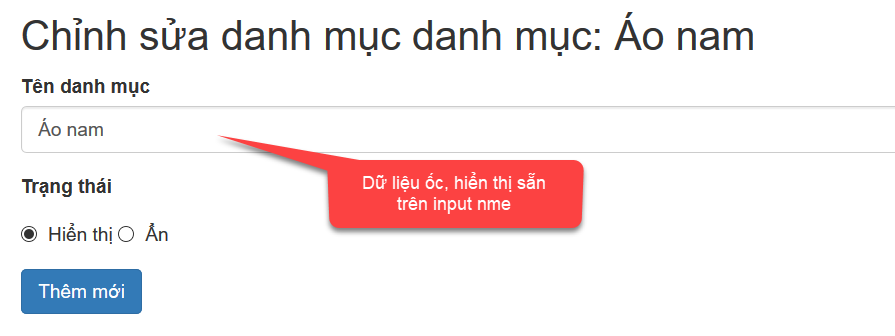 Chỉnh sửa danh mục danh mục: Áo nam
Tên danh mục
Áo nam
Dữ liệu ốc, hiển thị sẵn
trên input nme
Trạng thái
Hiển thị Ẩn
Thêm mới